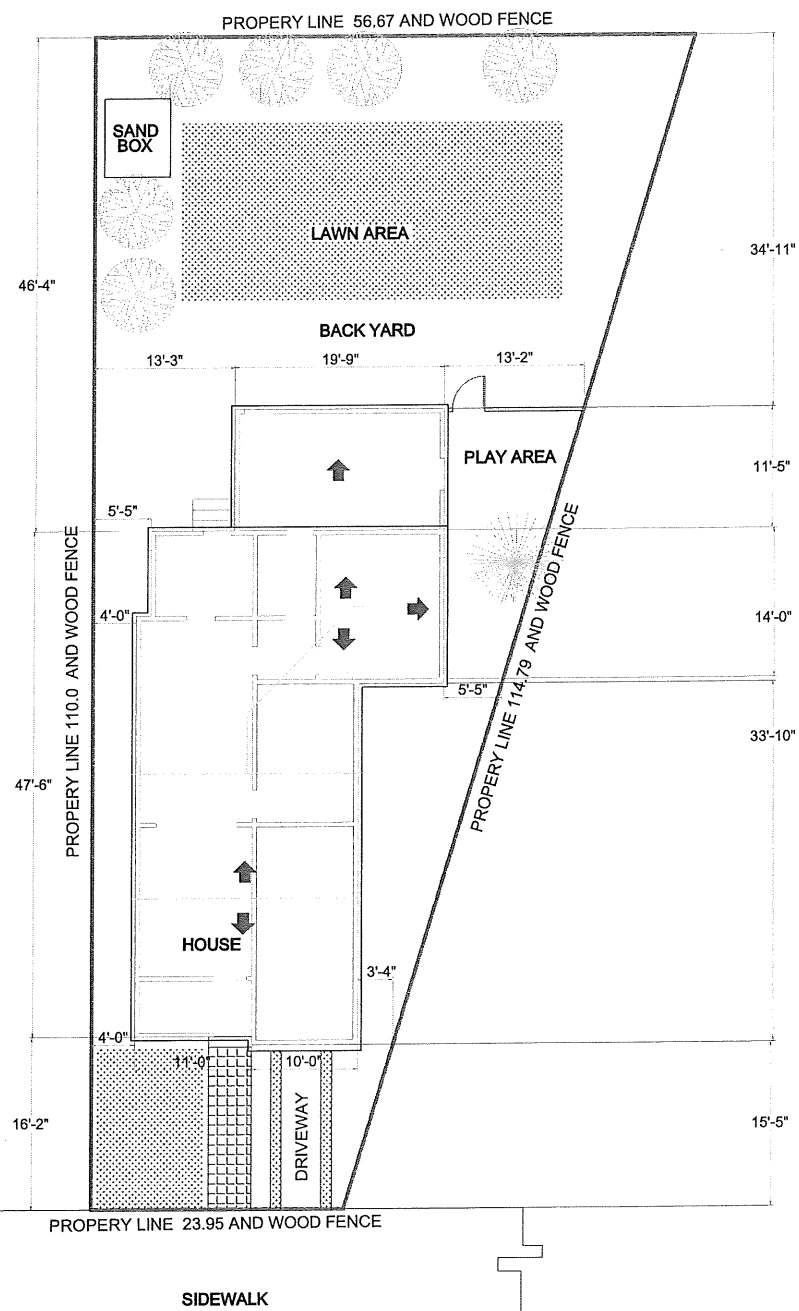 PROPERY LINE 56.67 AND WOOD FENCE
SAND
BOX
LAWN AREA
34'-11"
46'-4"
BACK YARD
13'-3"
19'-9"
13'-2"
PLAY AREA
11'-5"
5'-5"
PROPERY LINE 110.0 AND WOOD FENCE
PROPERY LINE 114.79 AND WOOD FENCE
4'-0"
14'-0"
5'-5"
33'-10"
47'-6"
HOUSE
3'-4"
4'-0"
11'-0"
10'-0"
16'-2"
DRIVEWAY
15'-5"
PROPERY LINE 23.95 AND WOOD FENCE
SIDEWALK